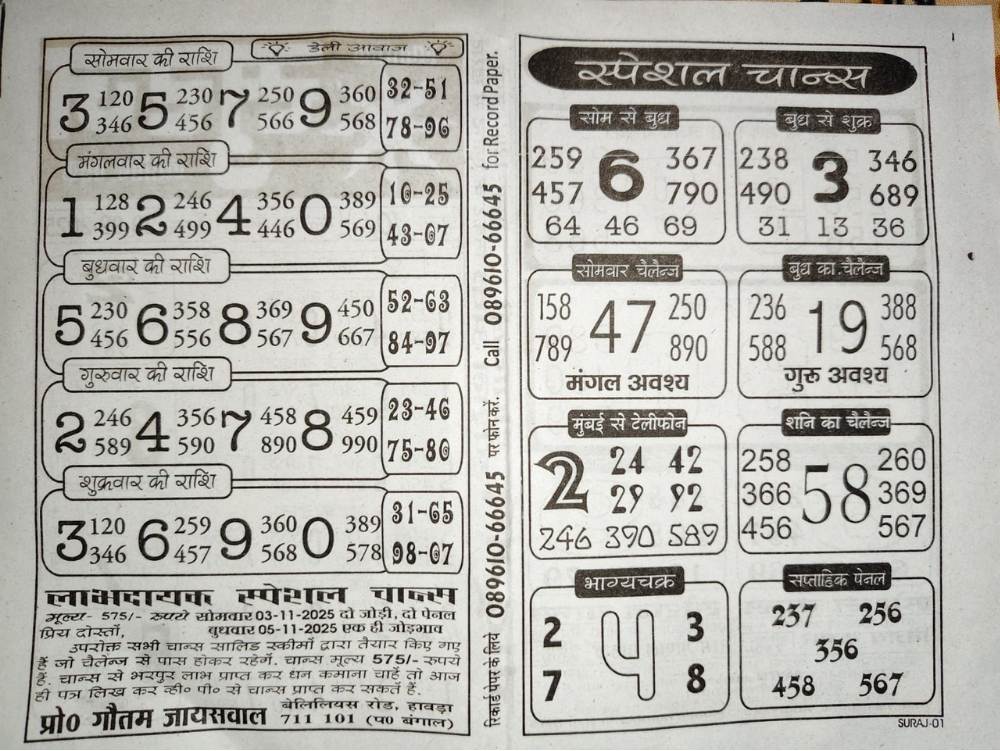 डेली आवाज
सोमवार की राशि
3 120 346 5 230 456 7 250 566 9 360 568
32-51
78-96
मंगलवार की राशि
1 128 399 2 246 499 4 356 446 0 389 569
16-25
43-07
बुधवार की राशि
5 230 456 6 358 556 8 369 567 9 450 667
52-63
84-97
गुरुवार की राशि
2 246 589 4 356 590 7 458 890 8 459 990
23-46
75-80
शुक्रवार की राशि
3 120 346 6 259 457 9 360 568 0 389 578
31-65
98-07
लाभदायक स्पेशल चान्स
मूल्य- 575/- रुपये सोमवार 03-11-2025 दो जोड़ी, दो पेनल
प्रिय दोस्तों, बुधवार 05-11-2025 एक ही जोड़भाव
उपरोक्त सभी चान्स सालिड स्कीमों द्वारा तैयार किए गए
हैं जो चैलेन्ज से पास होकर रहेगें. चान्स मूल्य 575/- रुपये
हैं. चान्स से भरपुर लाभ प्राप्त कर धन कमाना चाहें तो आज
ही पत्र लिख कर व्ही० पी० से चान्स प्राप्त कर सकते हैं.
प्रो० गौतम जायसवाल बेलिलियस रोड, हावड़ा
711 101 (प० बंगाल)
रिकार्ड पेपर के लिये 089610-66645 पर फोन करें. Call 089610-66645 for Record Paper.
स्पेशल चान्स
सोम से बुध
259 6 367
457 790
64 46 69
बुध से शुक्र
238 3 346
490 689
31 13 36
सोमवार चैलेन्ज
158 47 250
789 890
मंगल अवश्य
बुध का चैलेन्ज
236 19 388
588 568
गुरु अवश्य
मुंबई से टेलीफोन
2 24 42
29 92
246 390 589
शनि का चैलेन्ज
258 58 260
366 369
456 567
भाग्यचक्र
2 4 3
7 8
सप्ताहिक पेनल
237 256
356
458 567
SURAJ-01